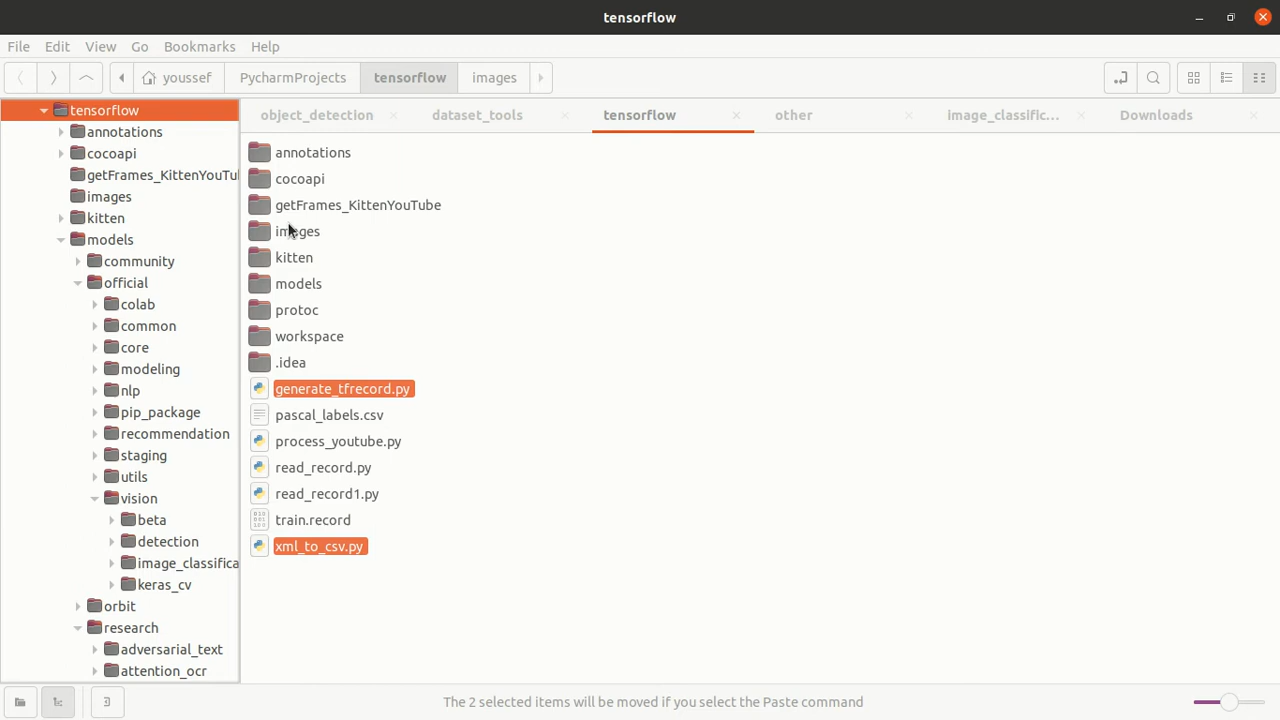 tensorflow
File Edit View Go Bookmarks Help
youssef PycharmProjects tensorflow images
tensorflow
annotations
cocoapi
getFrames_KittenYouTu
images
kitten
models
community
official
colab
common
core
modeling
nlp
pip_package
recommendation
staging
utils
vision
beta
detection
image_classifica
keras_cv
orbit
research
adversarial_text
attention_ocr
object_detection dataset_tools tensorflow other image_classific... Downloads
annotations
cocoapi
getFrames_KittenYouTube
images
kitten
models
protoc
workspace
.idea
generate_tfrecord.py
pascal_labels.csv
process_youtube.py
read_record.py
read_record1.py
train.record
xml_to_csv.py
The 2 selected items will be moved if you select the Paste command